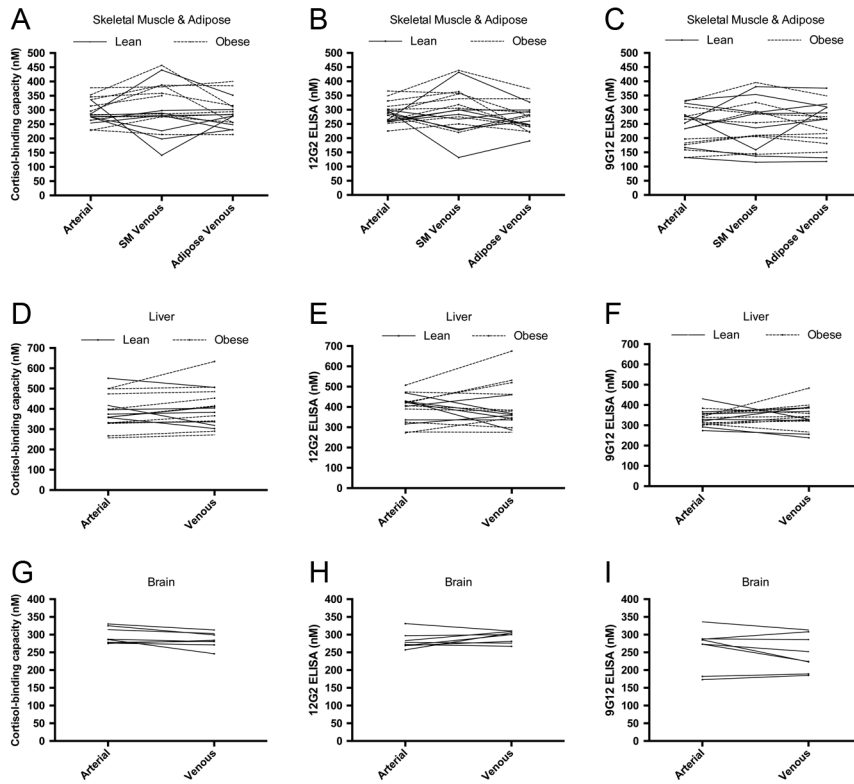 A
Skeletal Muscle & Adipose
Lean Obese
Cortisol-binding capacity (nM)
500
450
400
350
300
250
200
150
100
50
0
Arterial
SM Venous
Adipose Venous
B
Skeletal Muscle & Adipose
Lean Obese
12G2 ELISA (nM)
500
450
400
350
300
250
200
150
100
50
0
Arterial
SM Venous
Adipose Venous
C
Skeletal Muscle & Adipose
Lean Obese
9G12 ELISA (nM)
500
450
400
350
300
250
200
150
100
50
0
Arterial
SM Venous
Adipose Venous
D
Liver
Lean Obese
Cortisol-binding capacity (nM)
700
600
500
400
300
200
100
0
Arterial
Venous
E
Liver
Lean Obese
12G2 ELISA (nM)
700
600
500
400
300
200
100
0
Arterial
Venous
F
Liver
Lean Obese
9G12 ELISA (nM)
700
600
500
400
300
200
100
0
Arterial
Venous
G
Brain
Cortisol-binding capacity (nM)
400
350
300
250
200
150
100
50
0
Arterial
Venous
H
Brain
12G2 ELISA (nM)
400
350
300
250
200
150
100
50
0
Arterial
Venous
I
Brain
9G12 ELISA (nM)
400
350
300
250
200
150
100
50
0
Arterial
Venous